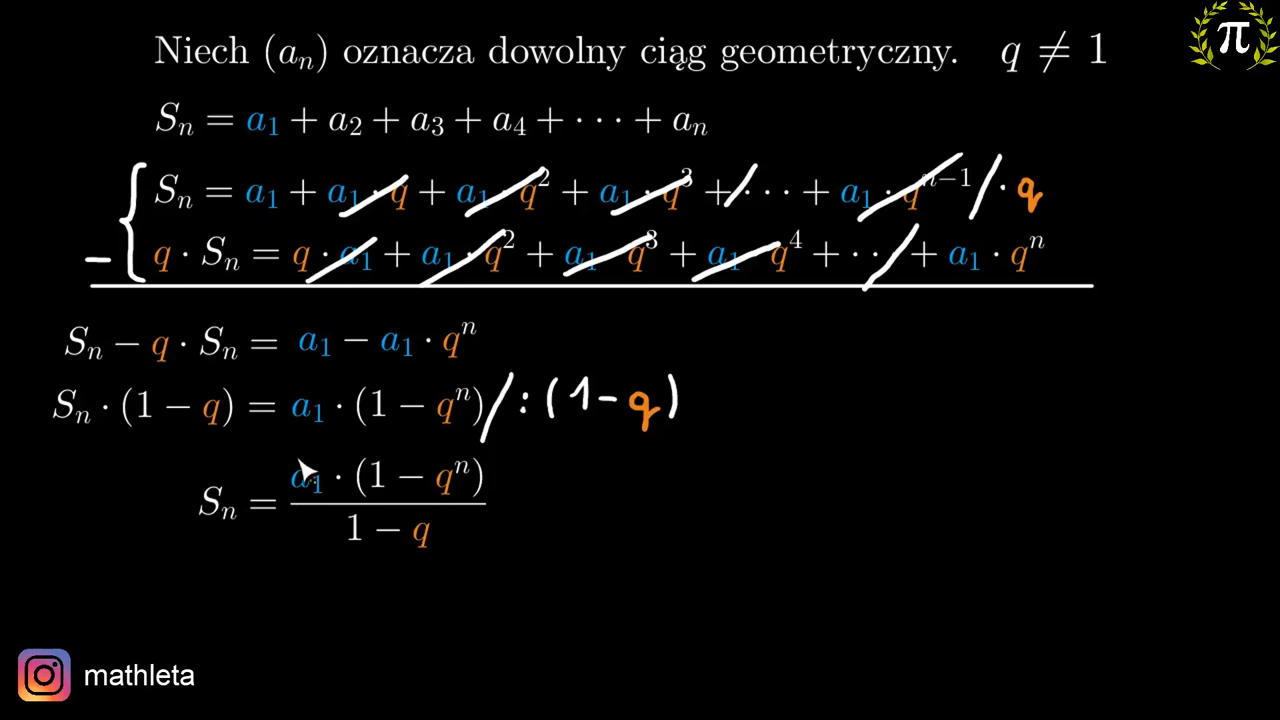 Niech (aₙ) oznacza dowolny ciąg geometryczny. q ≠ 1
π
Sₙ = a₁ + a₂ + a₃ + a₄ + ··· + aₙ
Sₙ = a₁ + a₁ · q + a₁ · q² + a₁ · q³ + ··· + a₁ · qⁿ⁻¹ / · q
− { q · Sₙ = q · a₁ + a₁ · q² + a₁ · q³ + a₁ · q⁴ + ··· + a₁ · qⁿ
Sₙ − q · Sₙ = a₁ − a₁ · qⁿ
Sₙ · (1 − q) = a₁ · (1 − qⁿ) / : (1 − q)
Sₙ = a₁ · (1 − qⁿ)
1 − q
mathleta